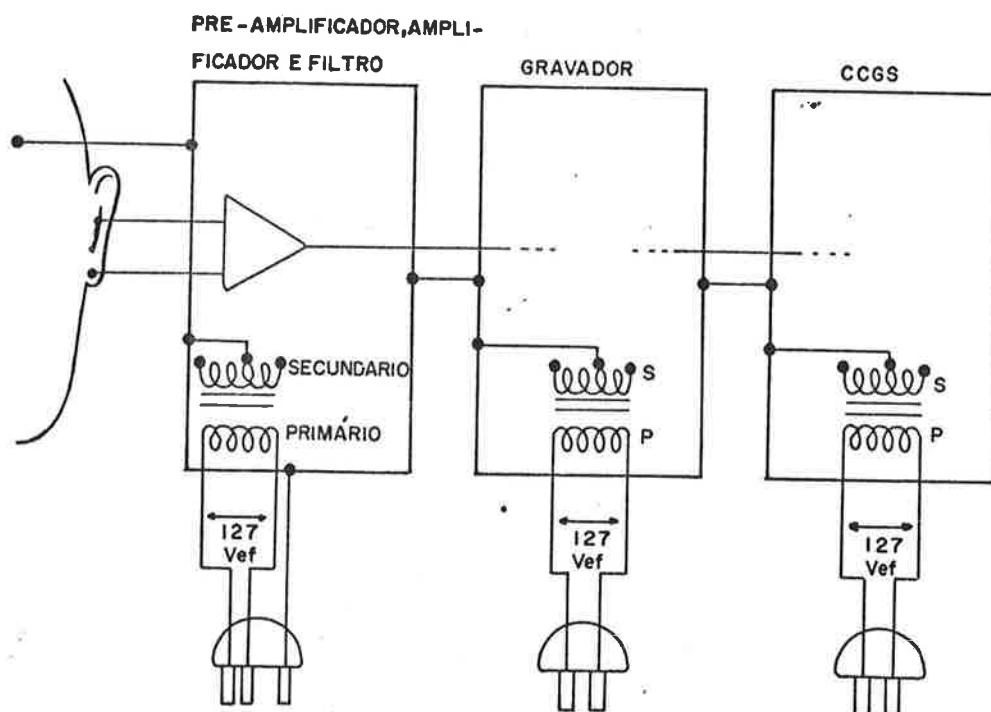 PRE-AMPLIFICADOR,AMPLI-
FICADOR E FILTRO
GRAVADOR
CCGS
SECUNDARIO
PRIMÁRIO
S
P
S
P
127
Vef
127
Vef
127
Vef